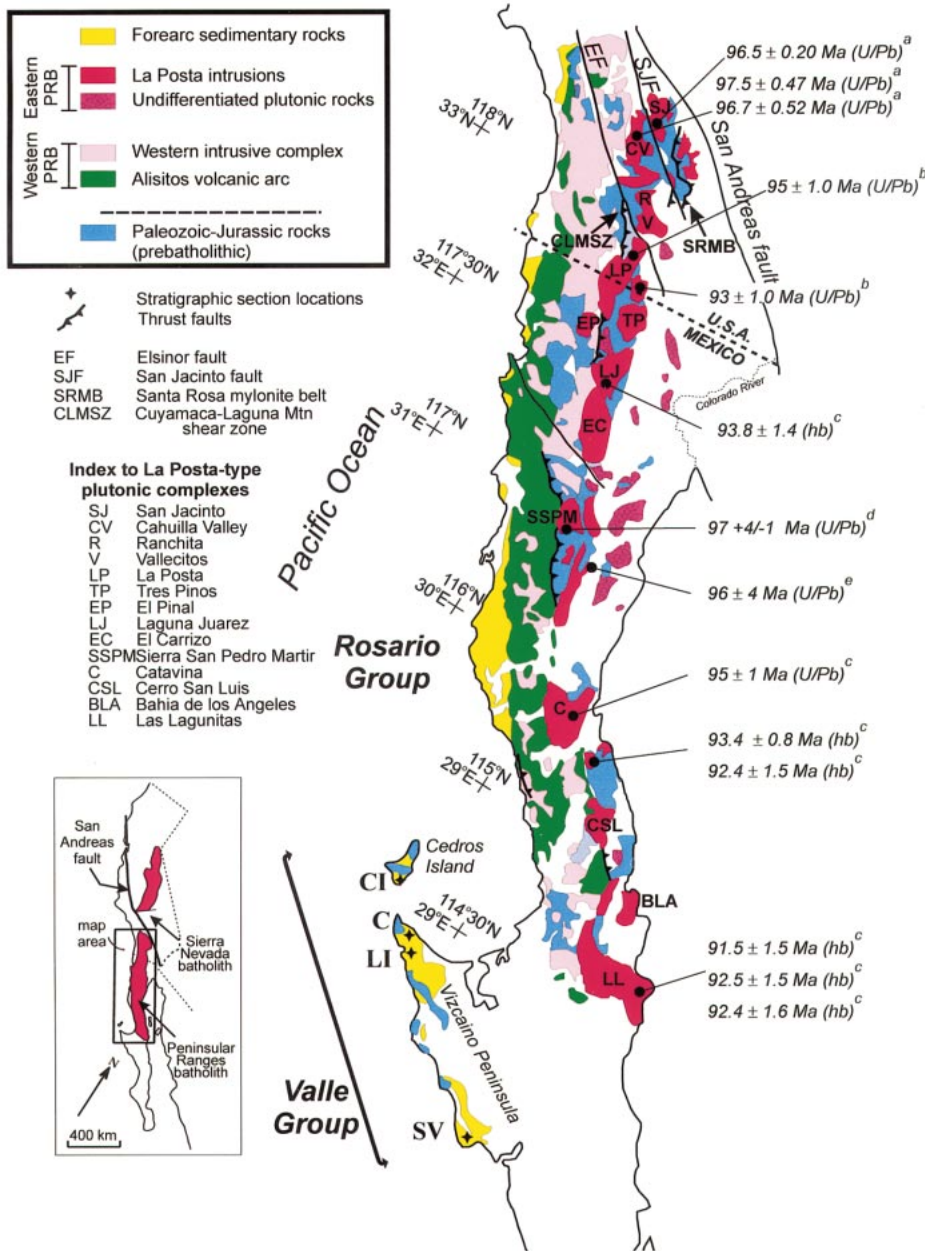 Forearc sedimentary rocks
Eastern
PRB
La Posta intrusions
Undifferentiated plutonic rocks
Western
PRB
Western intrusive complex
Alisitos volcanic arc
Paleozoic-Jurassic rocks
(prebatholithic)
Stratigraphic section locations
Thrust faults
EF Elsinor fault
SJF San Jacinto fault
SRMB Santa Rosa mylonite belt
CLMSZ Cuyamaca-Laguna Mtn
shear zone
Index to La Posta-type
plutonic complexes
SJ San Jacinto
CV Cahuilla Valley
R Ranchita
V Vallecitos
LP La Posta
TP Tres Pinos
EP El Pinal
LJ Laguna Juarez
EC El Carrizo
SSPM Sierra San Pedro Martir
C Catavina
CSL Cerro San Luis
BLA Bahia de los Angeles
LL Las Lagunitas
San
Andreas
fault
map
area
Sierra
Nevada
batholith
Peninsular
Ranges
batholith
N
400 km
118°N
33°N
117°30'N
32°E
117°N
31°E
116°N
30°E
115°N
29°E
114°30'N
29°E
Pacific Ocean
Rosario
Group
Valle
Group
Cedros
Island
CI
C
LI
Vizcaino Peninsula
SV
EF
SJF
San Andreas fault
SJ
CV
R
V
CLMSZ
SRMB
LP
EP
TP
U.S.A.
MEXICO
LJ
EC
Colorado River
SSPM
C
CSL
BLA
LL
96.5 ± 0.20 Ma (U/Pb)a
97.5 ± 0.47 Ma (U/Pb)a
96.7 ± 0.52 Ma (U/Pb)a
95 ± 1.0 Ma (U/Pb)b
93 ± 1.0 Ma (U/Pb)b
93.8 ± 1.4 (hb)c
97 +4/-1 Ma (U/Pb)d
96 ± 4 Ma (U/Pb)e
95 ± 1 Ma (U/Pb)c
93.4 ± 0.8 Ma (hb)c
92.4 ± 1.5 Ma (hb)c
91.5 ± 1.5 Ma (hb)c
92.5 ± 1.5 Ma (hb)c
92.4 ± 1.6 Ma (hb)c